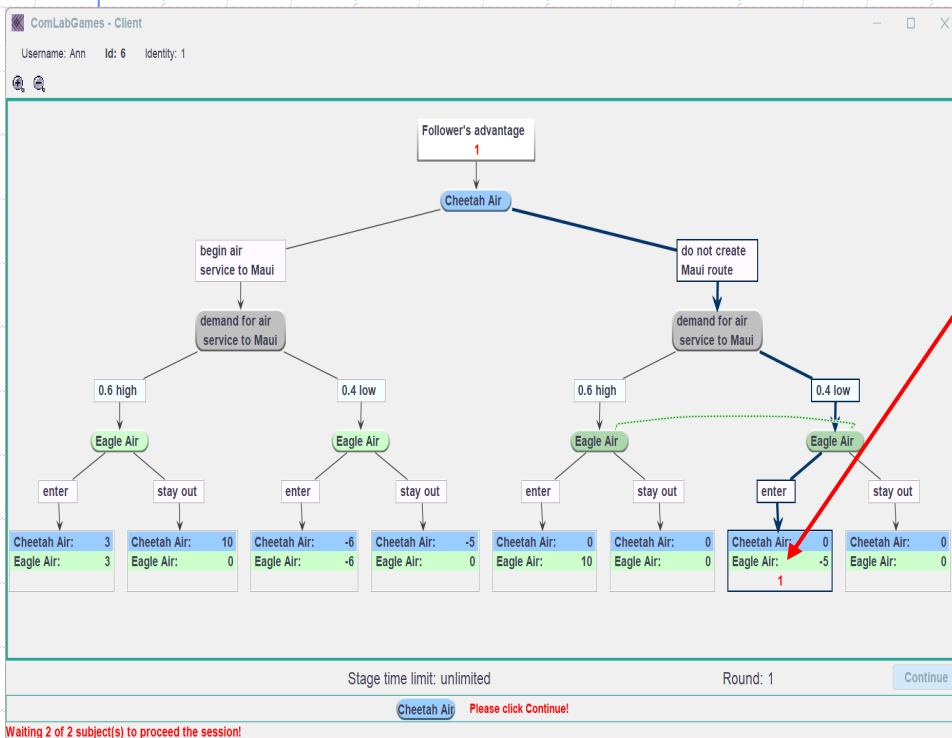 ComLabGames - Client
Username: Ann Id: 6 Identity: 1
Follower's advantage
1
Cheetah Air
begin air
service to Maui
do not create
Maui route
demand for air
service to Maui
demand for air
service to Maui
0.6 high
0.4 low
0.6 high
0.4 low
Eagle Air
Eagle Air
Eagle Air
Eagle Air
enter
stay out
enter
stay out
enter
stay out
enter
stay out
Cheetah Air: 3
Eagle Air: 3
Cheetah Air: 10
Eagle Air: 0
Cheetah Air: -6
Eagle Air: -6
Cheetah Air: -5
Eagle Air: 0
Cheetah Air: 0
Eagle Air: 10
Cheetah Air: 0
Eagle Air: 0
Cheetah Air: 0
Eagle Air: -5
1
Cheetah Air: 0
Eagle Air: 0
Stage time limit: unlimited
Round: 1
Continue
Cheetah Air Please click Continue!
Waiting 2 of 2 subject(s) to proceed the session!